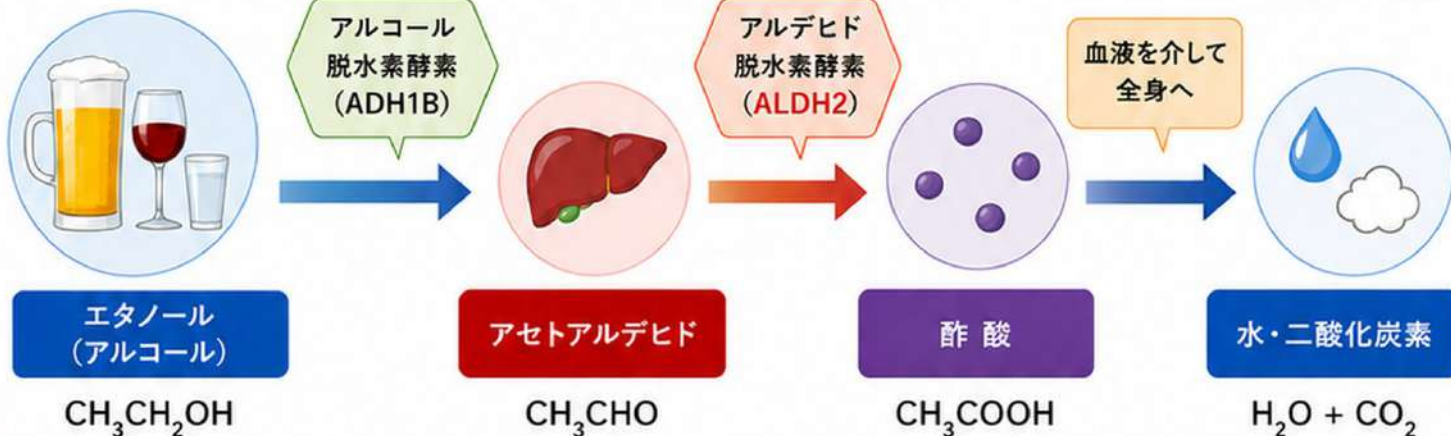 アルコール
脱水素酵素
(ADH1B)
アルデヒド
脱水素酵素
(ALDH2)
血液を介して
全身へ
エタノール
(アルコール)
アセトアルデヒド
酢 酸
水・二酸化炭素
CH₃CH₂OH
CH₃CHO
CH₃COOH
H₂O + CO₂